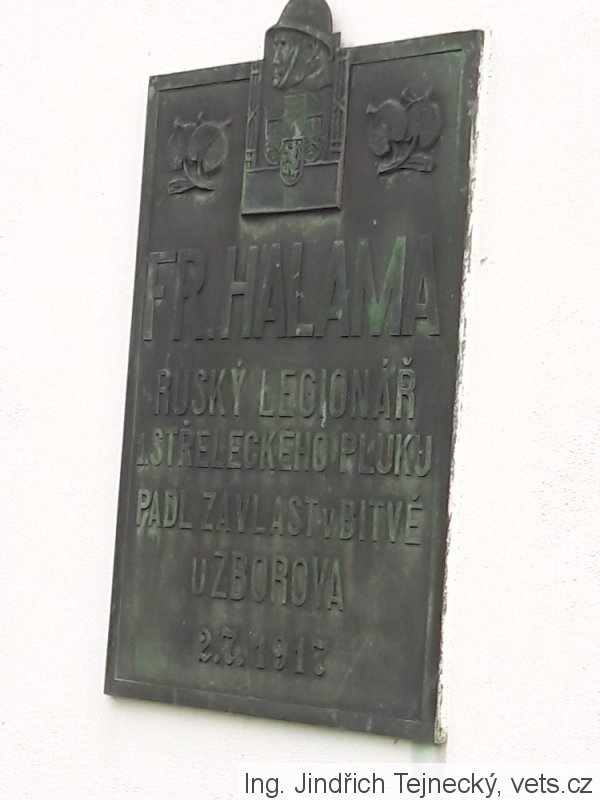 FR. HALAMA
RUSKÝ LEGIONÁŘ
1. STŘELECKÉHO PLUKU
PADL ZA VLAST v BITVĚ
U ZBOROVA
2.7.1917
Ing. Jindřich Tejnecký, vets.cz